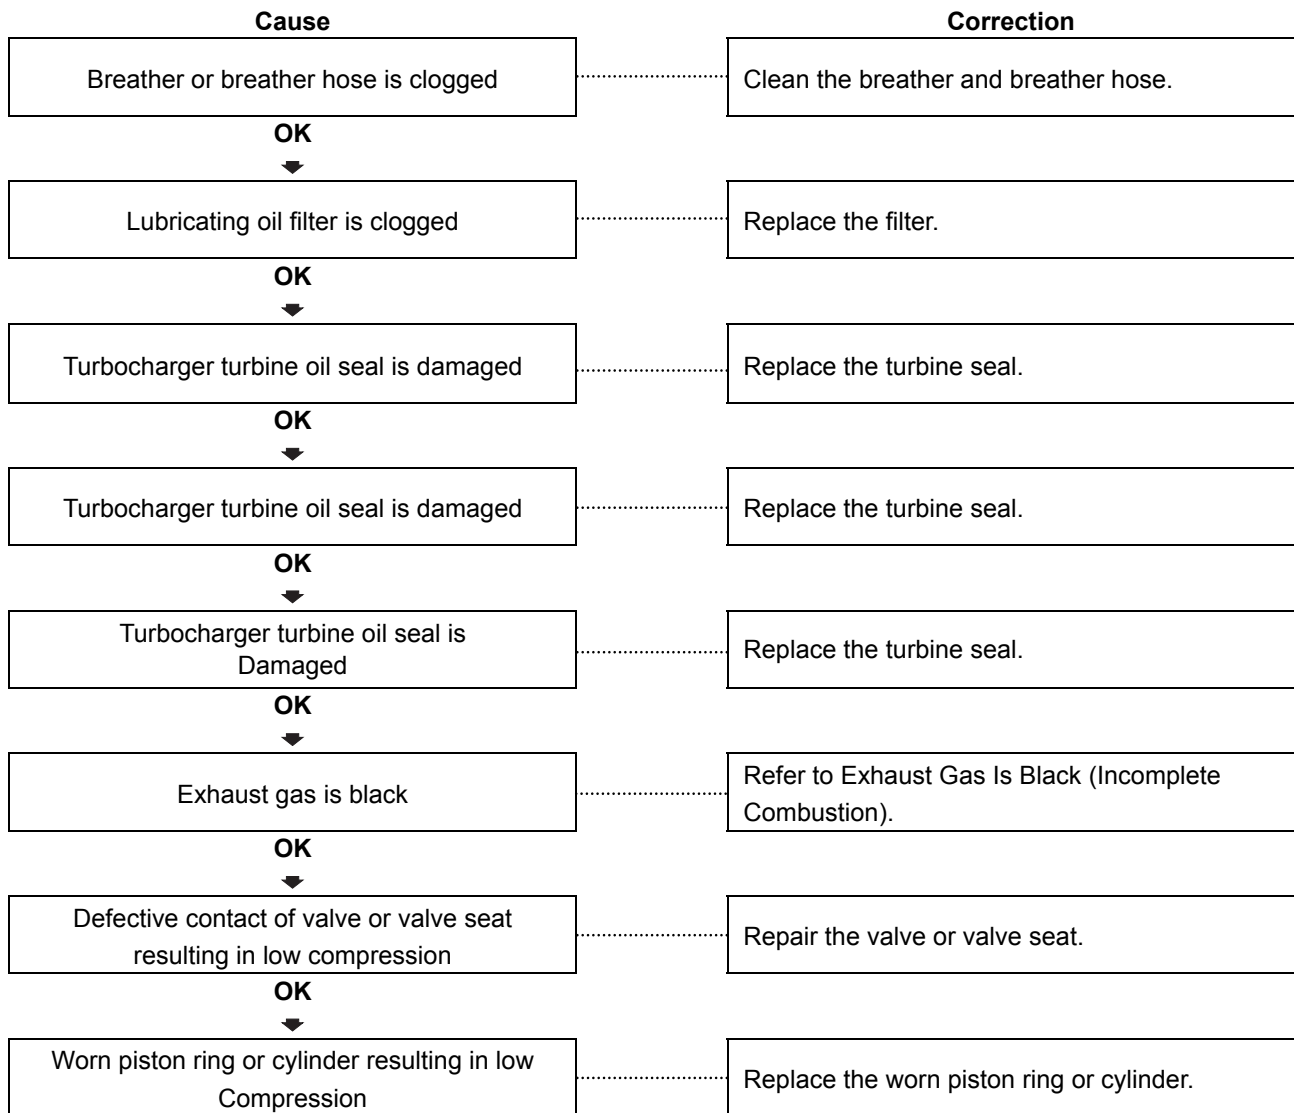 Cause
Correction
Breather or breather hose is clogged
Clean the breather and breather hose.
OK
Lubricating oil filter is clogged
Replace the filter.
OK
Turbocharger turbine oil seal is damaged
Replace the turbine seal.
OK
Turbocharger turbine oil seal is damaged
Replace the turbine seal.
OK
Turbocharger turbine oil seal is
Damaged
Replace the turbine seal.
OK
Exhaust gas is black
Refer to Exhaust Gas Is Black (Incomplete
Combustion).
OK
Defective contact of valve or valve seat
resulting in low compression
Repair the valve or valve seat.
OK
Worn piston ring or cylinder resulting in low
Compression
Replace the worn piston ring or cylinder.